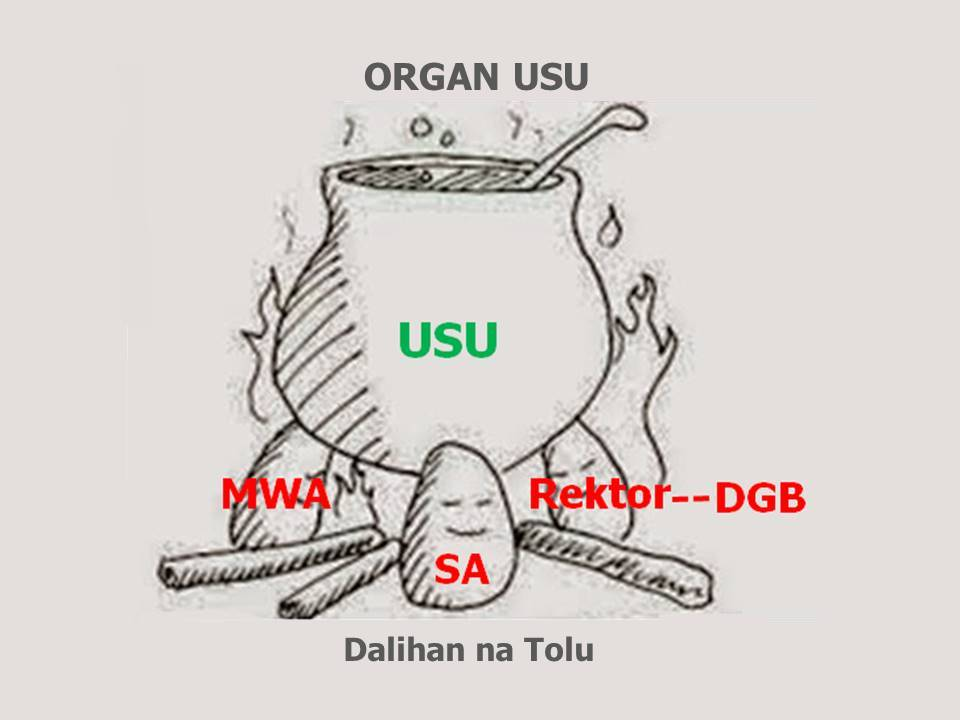 ORGAN USU
USU
MWA
Rektor--DGB
SA
Dalihan na Tolu